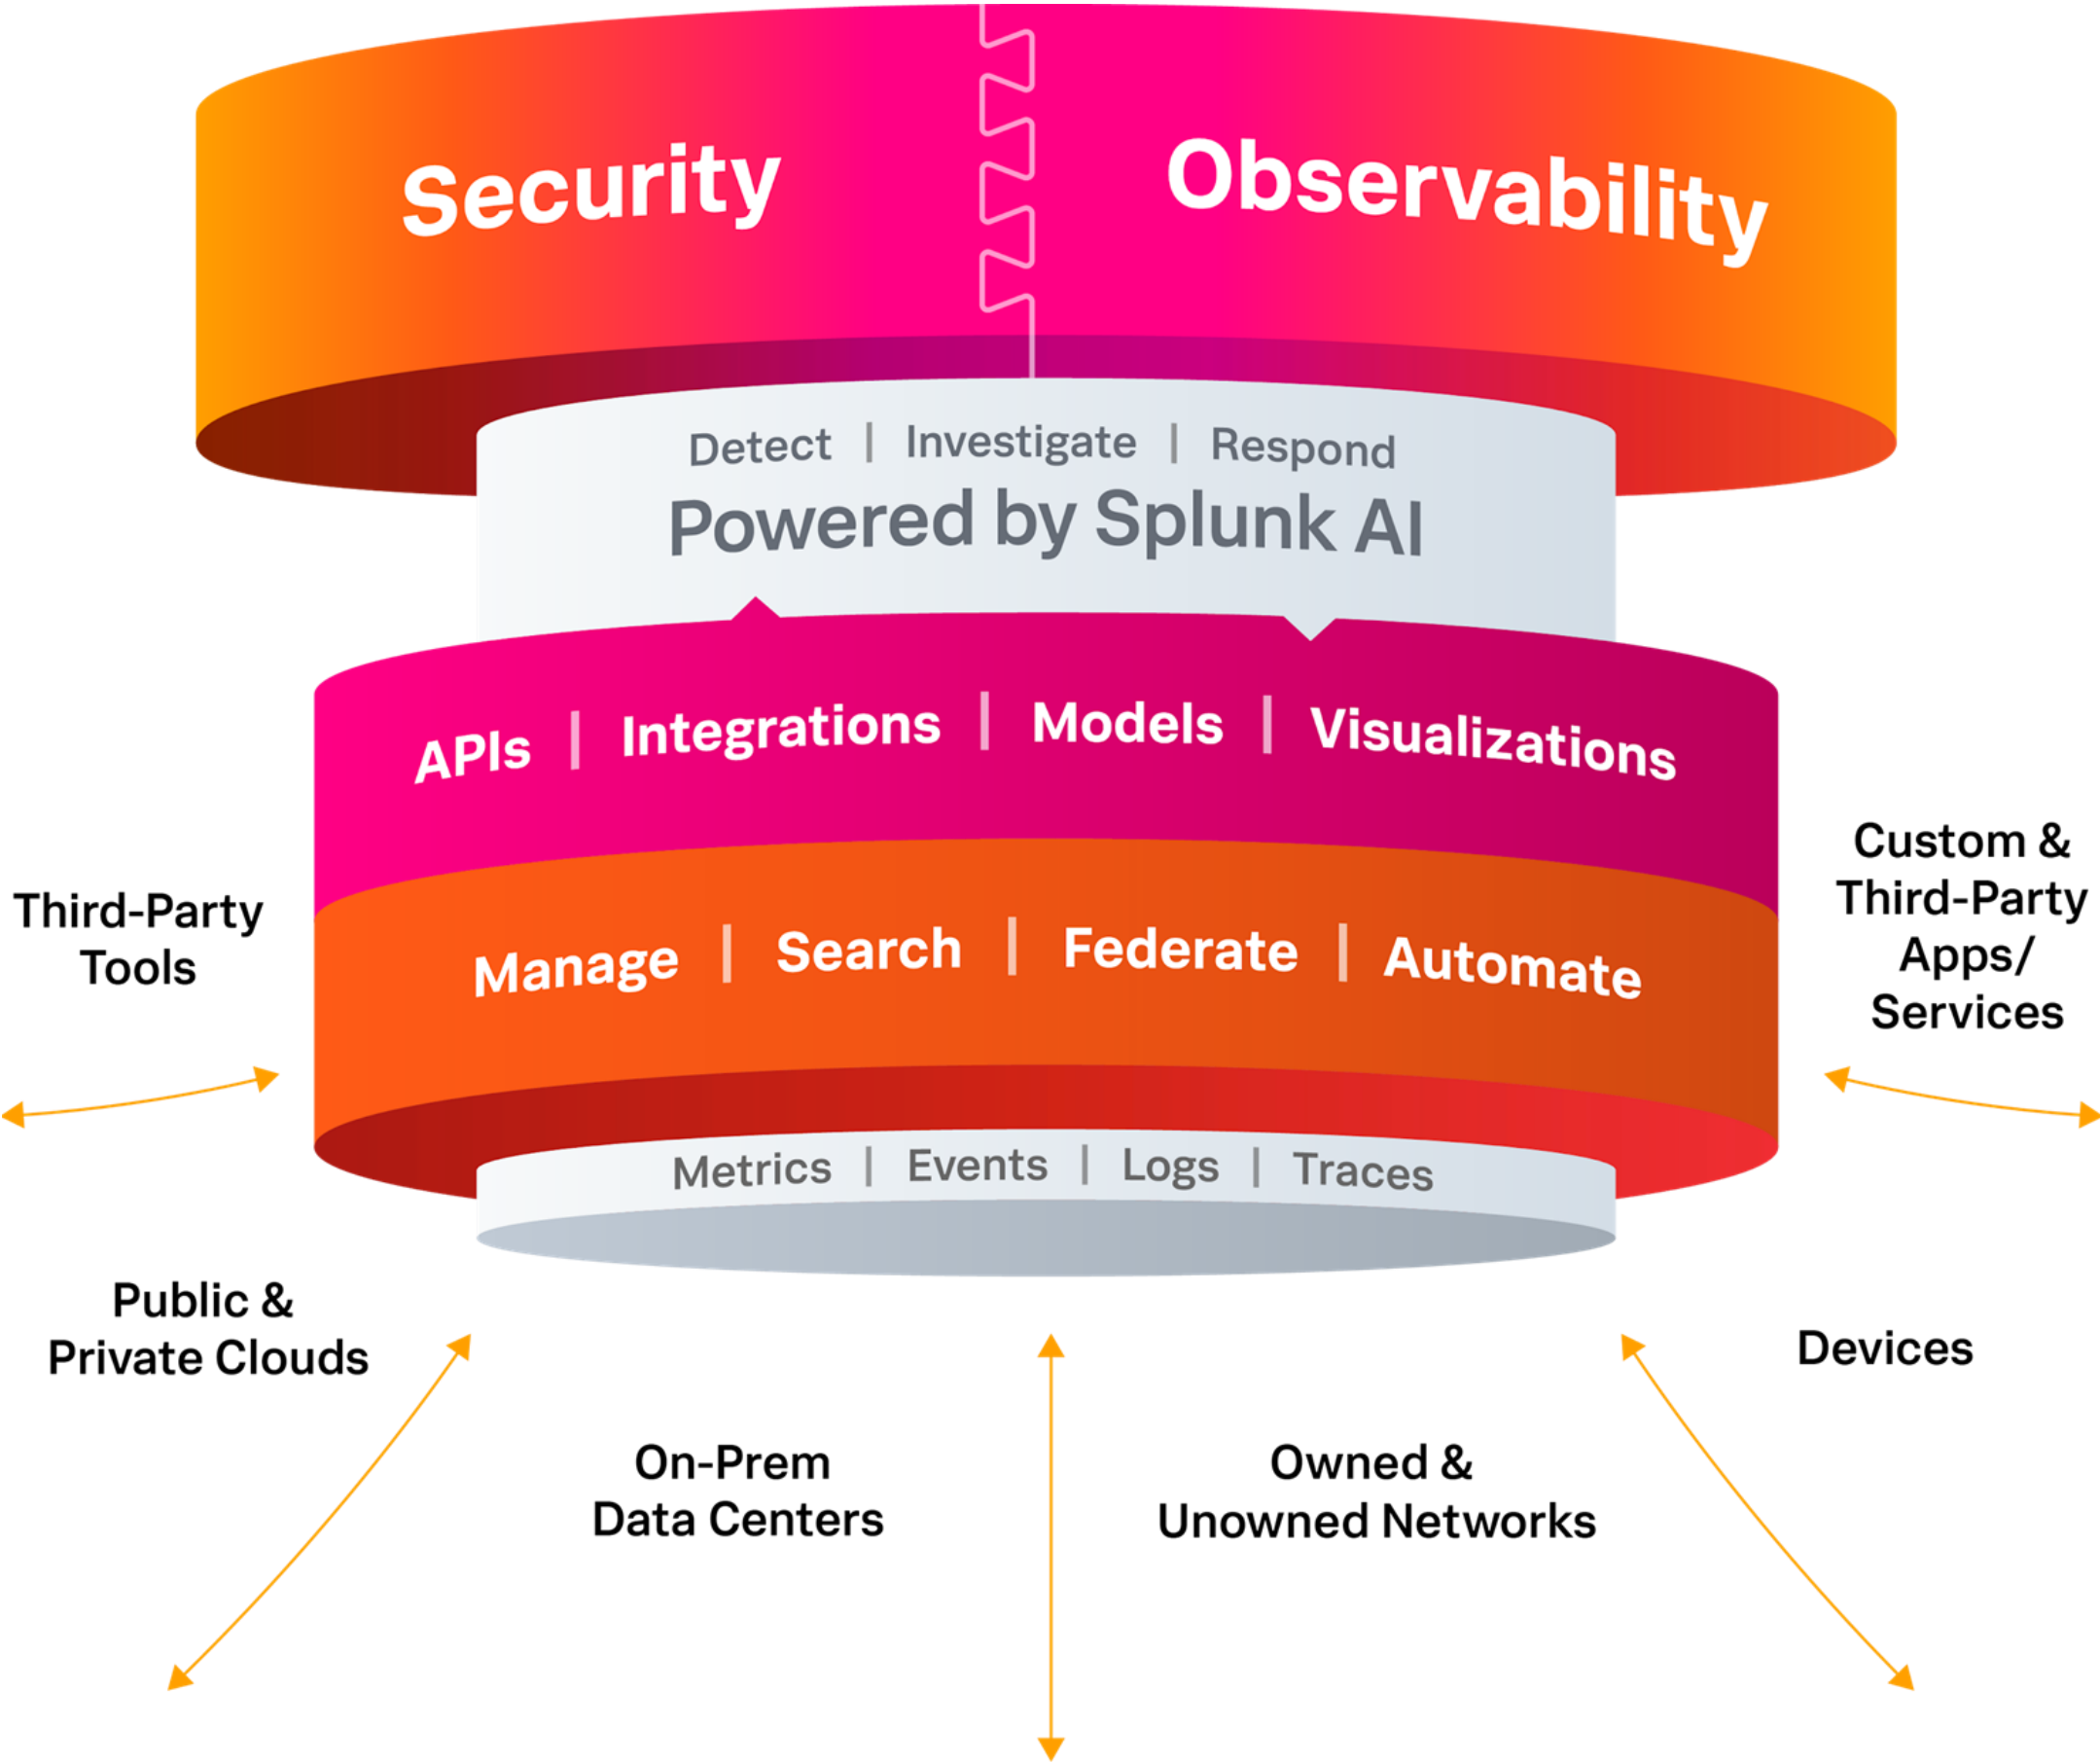 Security
Observability
Detect | Investigate | Respond
Powered by Splunk AI
APIs | Integrations | Models | Visualizations
Manage | Search | Federate | Automate
Metrics | Events | Logs | Traces
Third-Party
Tools
Custom &
Third-Party
Apps/
Services
Public &
Private Clouds
On-Prem
Data Centers
Owned &
Unowned Networks
Devices